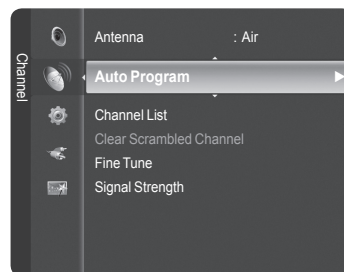 Channel
Antenna : Air
Auto Program
Channel List
Clear Scrambled Channel
Fine Tune
Signal Strength